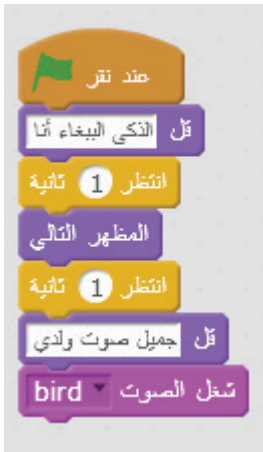 عند نقر
قل الذكي الببغاء أنا
انتظر 1 ثانية
المظهر التالي
انتظر 1 ثانية
قل جميل صوت ولدي
شغل الصوت bird